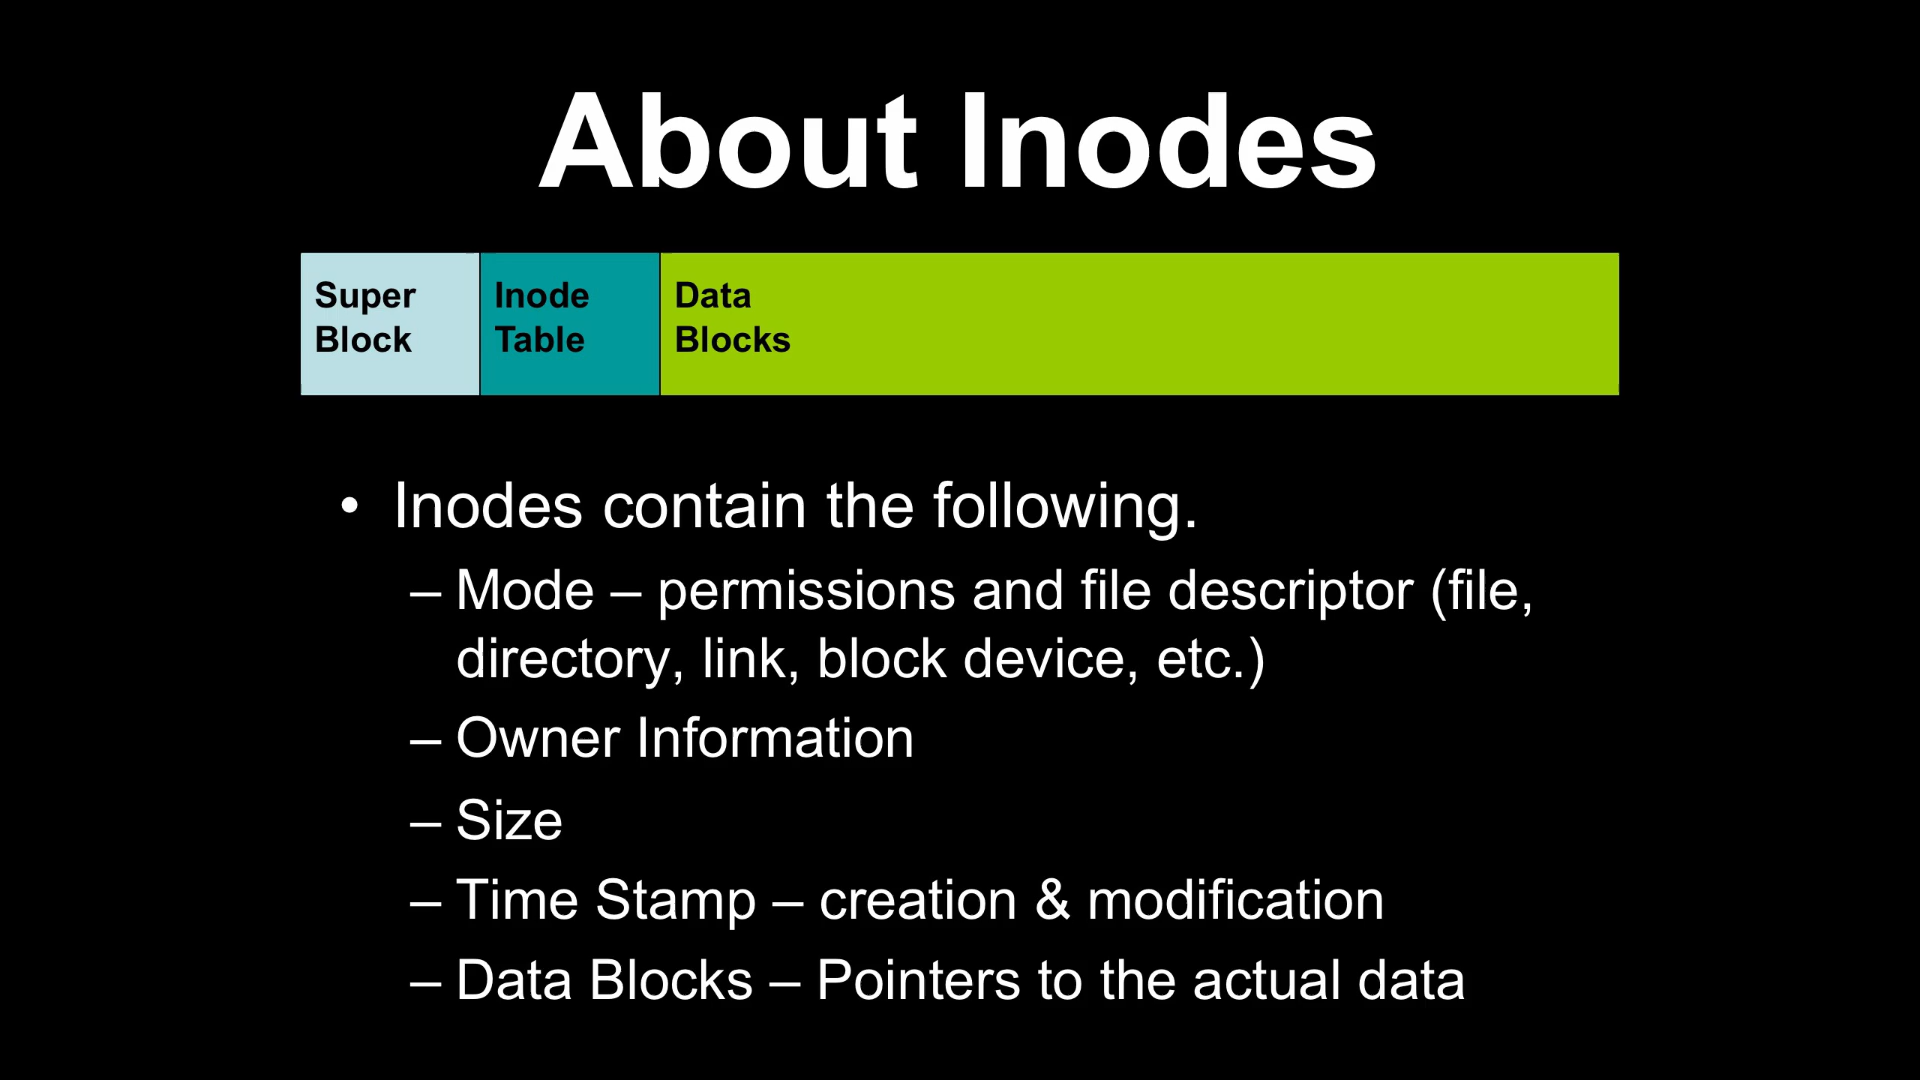 About Inodes
Super
Block
Inode
Table
Data
Blocks
• Inodes contain the following.
– Mode – permissions and file descriptor (file,
directory, link, block device, etc.)
– Owner Information
– Size
– Time Stamp – creation & modification
– Data Blocks – Pointers to the actual data